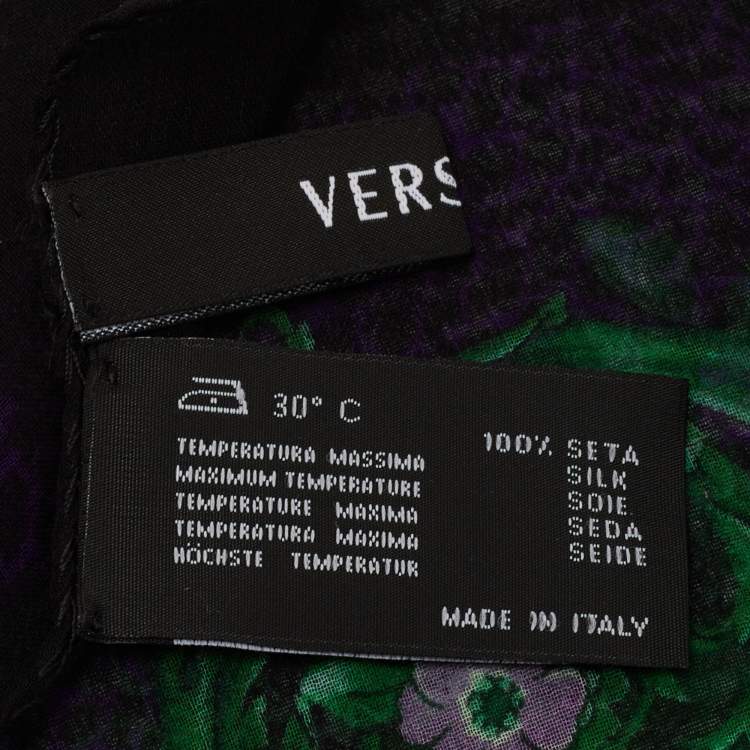 VERS
30° C
TEMPERATURA MASSIMA
MAXIMUM TEMPERATURE
TEMPERATURE MAXIMA
TEMPERATURA MAXIMA
HÖCHSTE TEMPERATUR
100% SETA
SILK
SOIE
SEDA
SEIDE
MADE IN ITALY